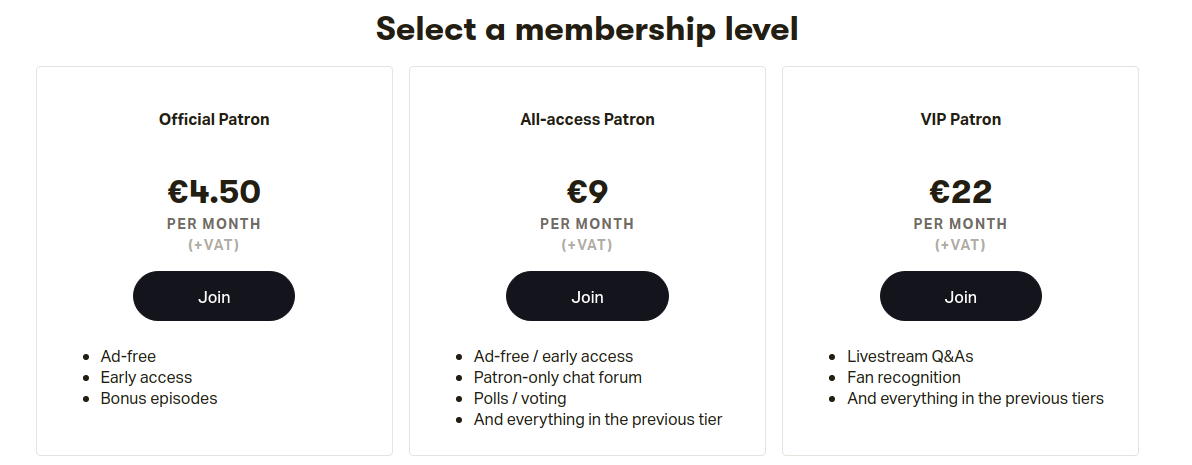 Select a membership level
Official Patron
€4.50
PER MONTH
(+VAT)
Join
Ad-free
Early access
Bonus episodes
All-access Patron
€9
PER MONTH
(+VAT)
Join
Ad-free / early access
Patron-only chat forum
Polls / voting
And everything in the previous tier
VIP Patron
€22
PER MONTH
(+VAT)
Join
Livestream Q&As
Fan recognition
And everything in the previous tiers